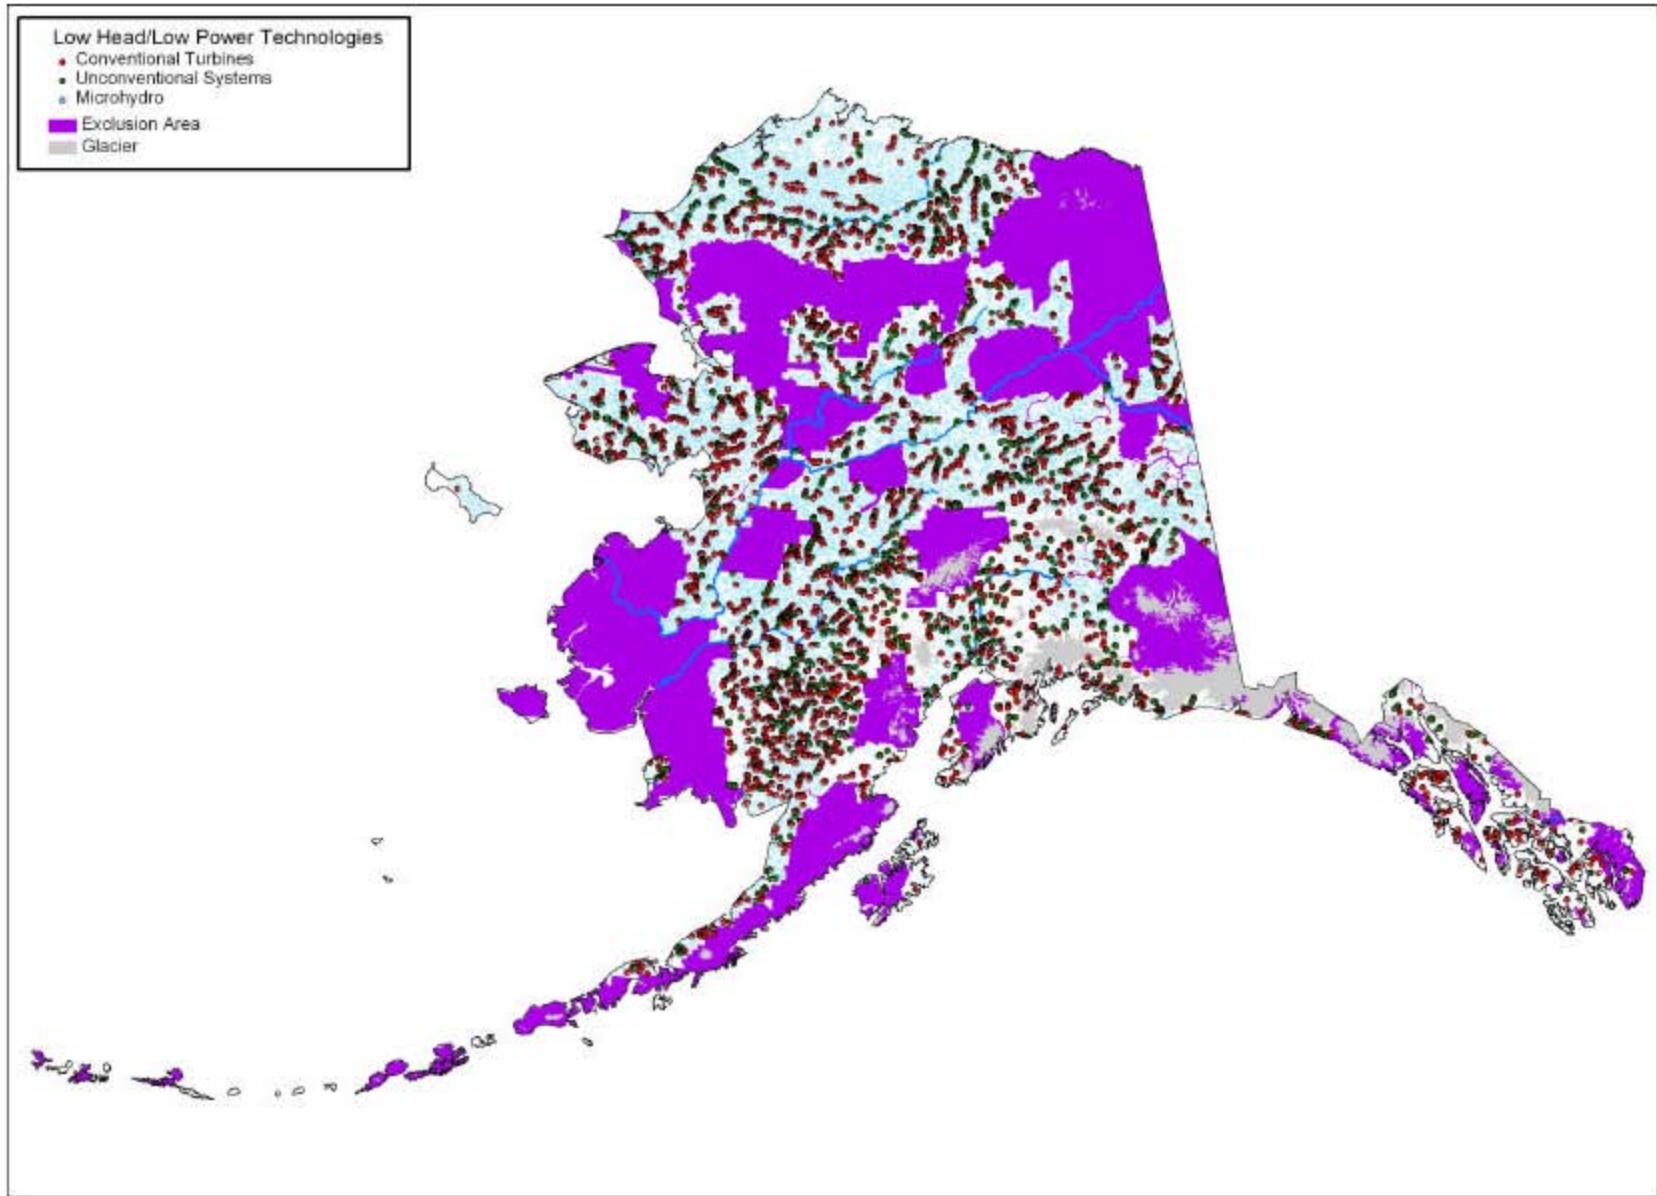 Low Head/Low Power Technologies
Conventional Turbines
Unconventional Systems
Microhydro
Exclusion Area
Glacier